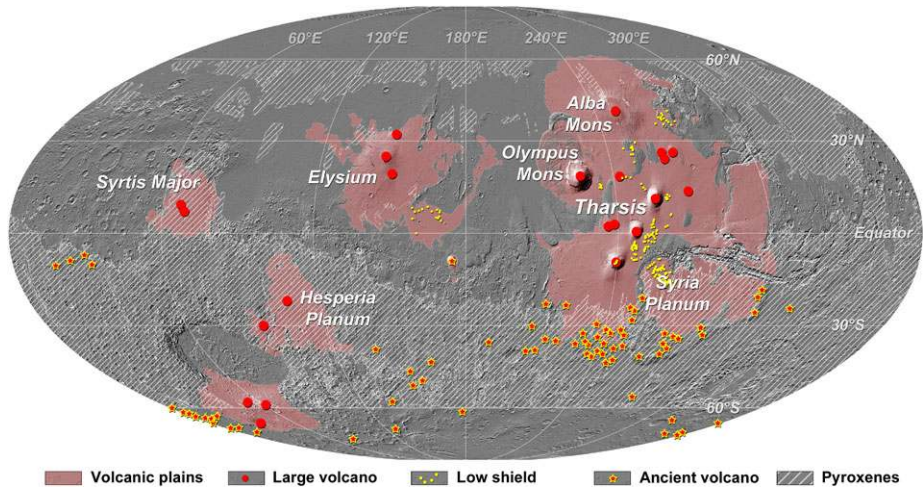 60°E 120°E 180°E 240°E 300°E
60°N
Alba
Mons
30°N
Olympus
Mons
Syrtis Major
Elysium
Tharsis
Equator
Syria
Planum
Hesperia
Planum
30°S
60°S
Volcanic plains Large volcano Low shield Ancient volcano Pyroxenes